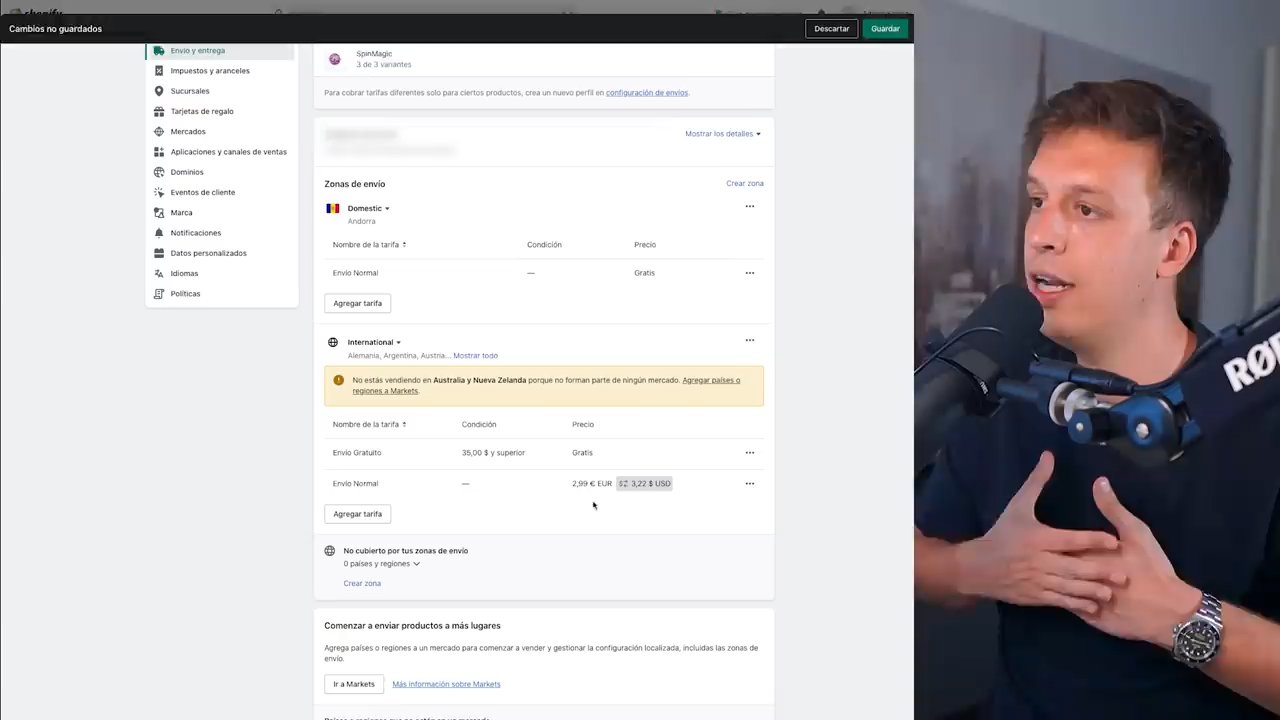 Cambios no guardados
Descartar
Guardar
Envío y entrega
Impuestos y aranceles
Sucursales
Tarjetas de regalo
Mercados
Aplicaciones y canales de ventas
Dominios
Eventos de cliente
Marca
Notificaciones
Datos personalizados
Idiomas
Políticas
SpinMagic
3 de 3 variantes
Para cobrar tarifas diferentes solo para ciertos productos, crea un nuevo perfil en configuración de envíos.
Mostrar los detalles
Zonas de envío
Crear zona
Domestic
Andorra
Nombre de la tarifa Condición Precio
Envío Normal — Gratis
Agregar tarifa
International
Alemania, Argentina, Austria... Mostrar todo
No estás vendiendo en Australia y Nueva Zelanda porque no forman parte de ningún mercado. Agregar países o
regiones a Markets.
Nombre de la tarifa Condición Precio
Envío Gratuito 35,00 $ y superior Gratis
Envío Normal — 2,99 € EUR 3,22 $ USD
Agregar tarifa
No cubierto por tus zonas de envío
0 países y regiones
Crear zona
Comenzar a enviar productos a más lugares
Agrega países o regiones a un mercado para comenzar a vender y gestionar la configuración localizada, incluidas las zonas de
envío.
Ir a Markets
Más información sobre Markets
Países o regiones que no están en un mercado